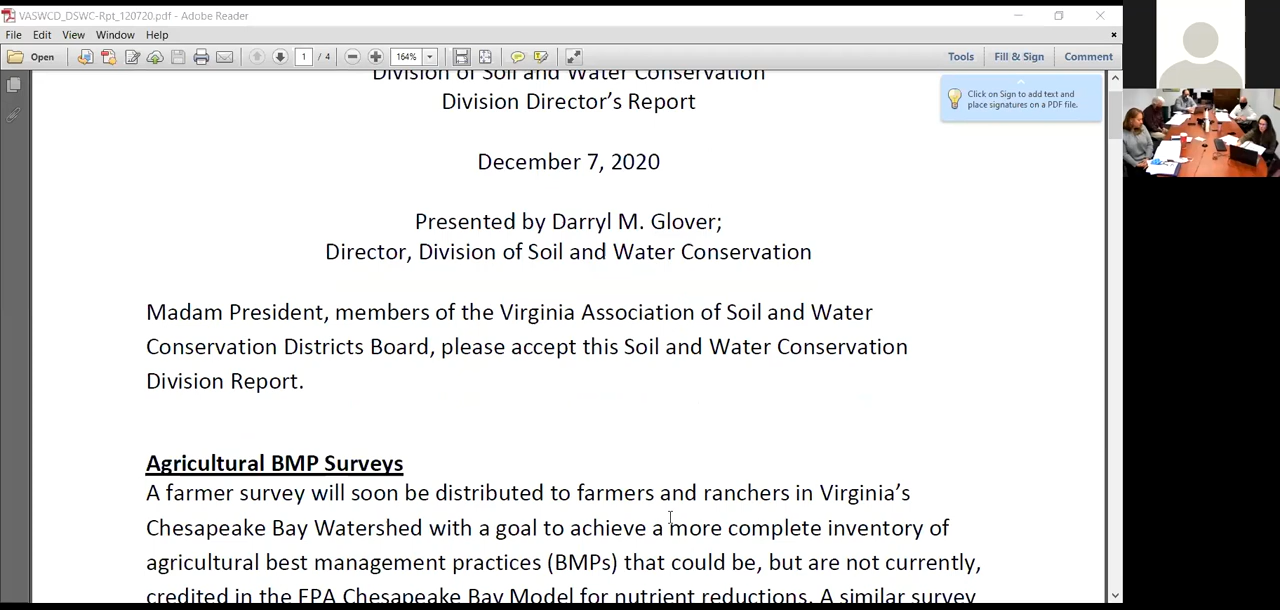 VASWCD_DSWC-Rpt_120720.pdf - Adobe Reader
File Edit View Window Help
Open 1 / 4 164% Tools Fill & Sign Comment
Division of Soil and Water Conservation
Click on Sign to add text and
place signatures on a PDF file.
Division Director’s Report
December 7, 2020
Presented by Darryl M. Glover;
Director, Division of Soil and Water Conservation
Madam President, members of the Virginia Association of Soil and Water
Conservation Districts Board, please accept this Soil and Water Conservation
Division Report.
Agricultural BMP Surveys
A farmer survey will soon be distributed to farmers and ranchers in Virginia’s
Chesapeake Bay Watershed with a goal to achieve a more complete inventory of
agricultural best management practices (BMPs) that could be, but are not currently,
credited in the EPA Chesapeake Bay Model for nutrient reductions. A similar survey